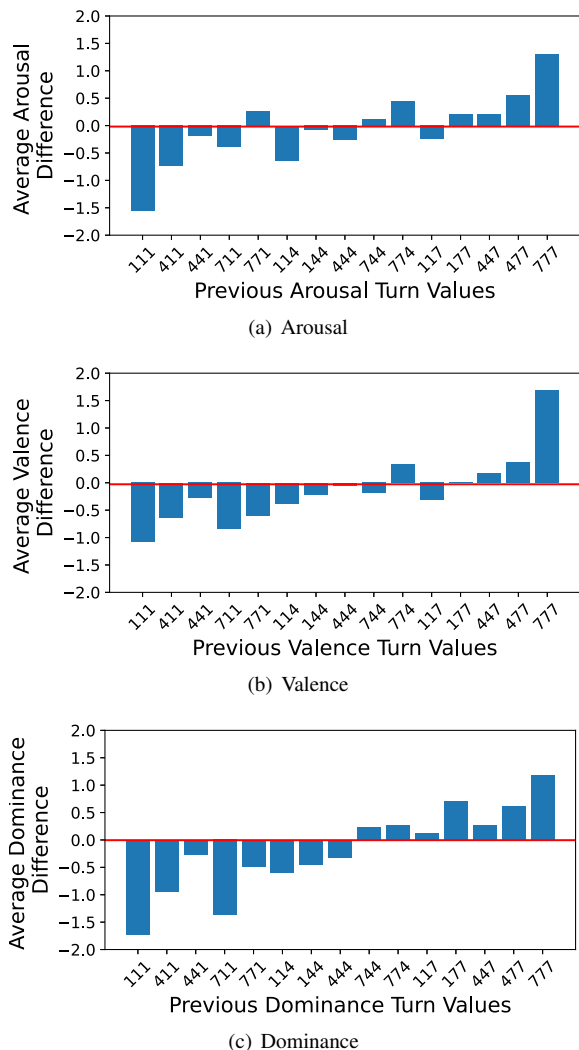 2.0
1.5
1.0
0.5
0.0
−0.5
−1.0
−1.5
−2.0
Average Arousal
Difference
111 411 441 711 771 114 144 444 744 774 117 177 447 477 777
Previous Arousal Turn Values
(a) Arousal
2.0
1.5
1.0
0.5
0.0
−0.5
−1.0
−1.5
−2.0
Average Valence
Difference
111 411 441 711 771 114 144 444 744 774 117 177 447 477 777
Previous Valence Turn Values
(b) Valence
2.0
1.5
1.0
0.5
0.0
−0.5
−1.0
−1.5
−2.0
Average Dominance
Difference
111 411 441 711 771 114 144 444 744 774 117 177 447 477 777
Previous Dominance Turn Values
(c) Dominance